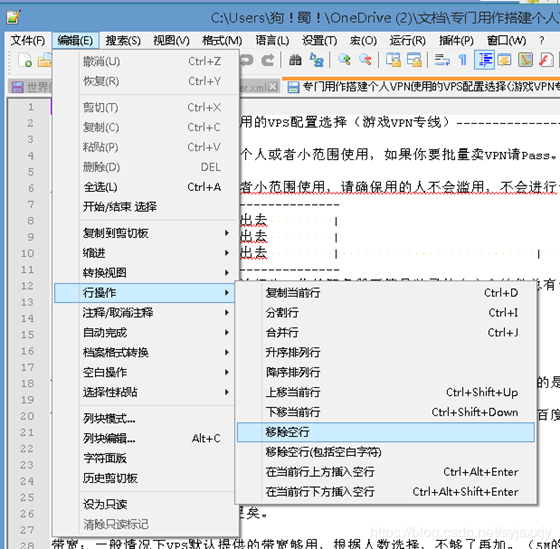 C:\Users\狗！蜀！\OneDrive (2)\文档\专门用作搭建个人
文件(F) 编辑(E) 搜索(S) 视图(V) 格式(M) 语言(L) 设置(T) 宏(O) 运行(R) 插件(P) 窗口(W) ?
世界 er.xml 专门用作搭建个人VPN使用的VPS配置选择(游戏VPN专
撤消(U) Ctrl+Z
恢复(R) Ctrl+Y
剪切(T) Ctrl+X
复制(C) Ctrl+C
粘贴(V) Ctrl+V
删除(D) DEL
全选(L) Ctrl+A
开始/结束 选择
复制到剪切板
缩进
转换视图
行操作
注释/取消注释
自动完成
档案格式转换
空白操作
选择性粘贴
列块模式...
列块编辑... Alt+C
字符面版
历史剪切板
设为只读
清除只读标记
复制当前行 Ctrl+D
分割行 Ctrl+I
合并行 Ctrl+J
升序排列行
降序排列行
上移当前行 Ctrl+Shift+Up
下移当前行 Ctrl+Shift+Down
移除空行
移除空行(包括空白字符)
在当前行上方插入空行 Ctrl+Alt+Enter
在当前行下方插入空行 Ctrl+Alt+Shift+Enter
1
2 用的VPS配置选择（游戏VPN专线）------------------
3
4 个人或者小范围使用，如果你要批量卖VPN请Pass。
5
6 者小范围使用，请确保用的人不会滥用，不会进行
7 ---------------
8 出去 |
9 出去 |
10 出去 | |
11 ---------------
12
13
14
15
16
17
18 的是
19
20 百度
21
22
23
24
25
26 更矣。
27
28 带宽：一般情况下VPS默认提供的带宽够用，根据人数选择，不够了再加。（5M的
https://blog.csdn.net/syjsxxjy